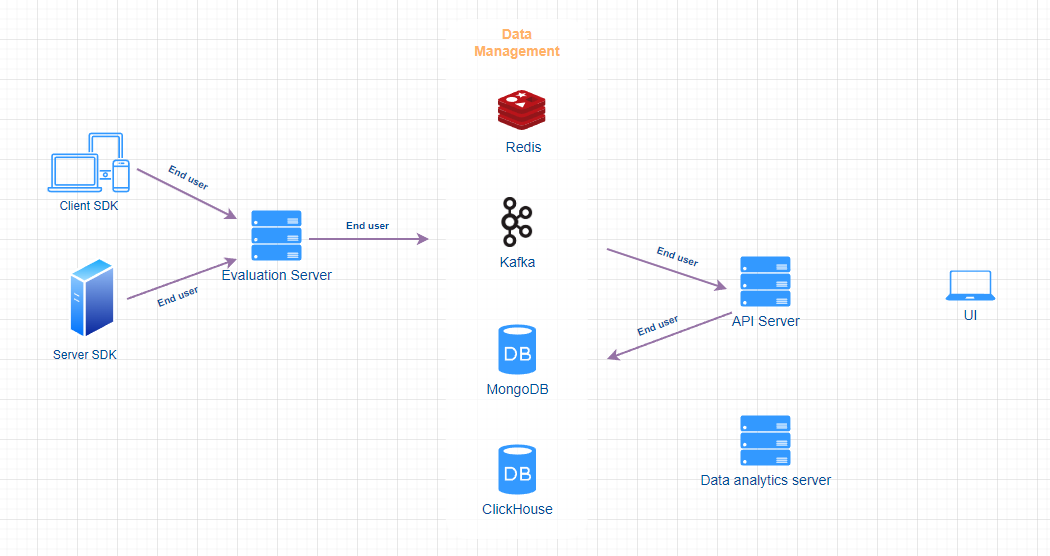 Data
Management
Redis
End user
Client SDK
End user
Evaluation Server
End user
Server SDK
Kafka
End user
API Server
End user
UI
MongoDB
DB
Data analytics server
DB
ClickHouse